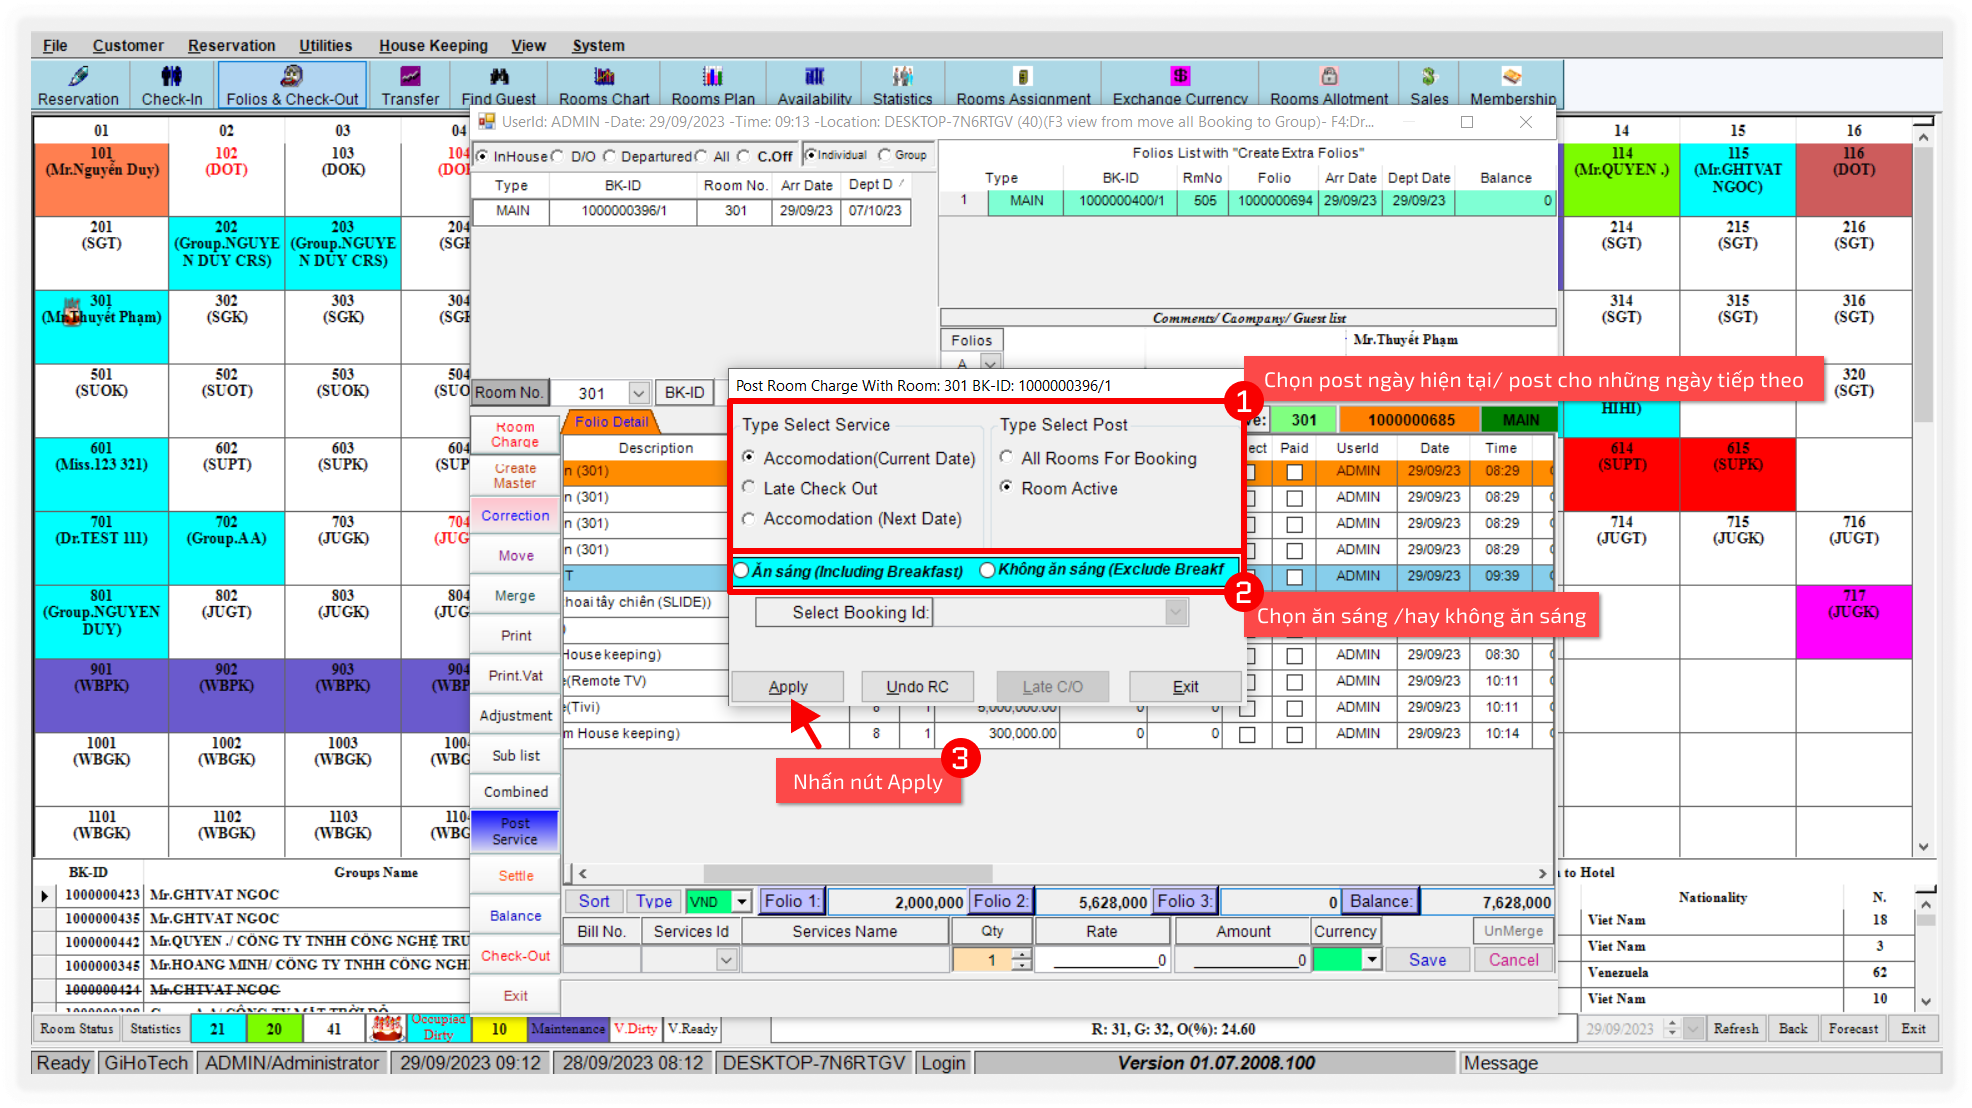 File Customer Reservation Utilities House Keeping View System
Reservation Check-In Folios & Check-Out Transfer Find Guest Rooms Chart Rooms Plan Availability Statistics Rooms Assignment Exchange Currency Rooms Allotment Sales Membership
UserId: ADMIN -Date: 29/09/2023 -Time: 09:13 -Location: DESKTOP-7N6RTGV (40)(F3 view from move all Booking to Group)- F4:Dr...
01 02 03 04 14 15 16
101 (Mr.Nguyễn Duy)
102 (DOT)
103 (DOK)
114 (Mr.QUYEN .)
115 (Mr.GHTVAT NGOC)
116 (DOT)
201 (SGT)
202 (Group.NGUYEN DUY CRS)
203 (Group.NGUYEN DUY CRS)
204
214 (SGT)
215 (SGT)
216 (SGT)
301 (Mr.Thuyết Phạm)
302 (SGK)
303 (SGK)
304
314 (SGT)
315 (SGT)
316 (SGT)
501 (SUOK)
502 (SUOT)
503 (SUOK)
504
HIHI)
320 (SGT)
601 (Miss.123 321)
602 (SUPT)
603 (SUPK)
604
614 (SUPT)
615 (SUPK)
701 (Dr.TEST 111)
702 (Group.AA)
703 (JUGK)
704
714 (JUGT)
715 (JUGK)
716 (JUGT)
801 (Group.NGUYEN DUY)
802 (JUGT)
803 (JUGK)
804
717 (JUGK)
901 (WBPK)
902 (WBPK)
903 (WBPK)
904
1001 (WBGK)
1002 (WBGK)
1003 (WBGK)
1101 (WBGK)
1102 (WBGK)
1103 (WBGK)
InHouse D/O Departured All C.Off Individual Group
Type BK-ID Room No. Arr Date Dept D
MAIN 1000000396/1 301 29/09/23 07/10/23
Folios List with "Create Extra Folios"
Type BK-ID RmNo Folio Arr Date Dept Date Balance
1 MAIN 1000000400/1 505 1000000694 29/09/23 29/09/23 0
Comments/ Caompany/ Guest list
Folios
A
Mr.Thuyết Phạm
Room No. 301 BK-ID
301 1000000685 MAIN
Room Charge
Create Master
Correction
Move
Merge
Print
Print.Vat
Adjustment
Sub list
Combined
Post Service
Settle
Balance
Check-Out
Exit
Folio Detail
Description Paid UserId Date Time
n (301) ADMIN 29/09/23 08:29
n (301) ADMIN 29/09/23 08:29
n (301) ADMIN 29/09/23 08:29
n (301) ADMIN 29/09/23 08:29
T ADMIN 29/09/23 09:39
hoai tây chiên (SLIDE))
House keeping) ADMIN 29/09/23 08:30
(Remote TV) ADMIN 29/09/23 10:11
(Tivi) 8 1 5,000,000.00 0 0 ADMIN 29/09/23 10:11
m House keeping) 8 1 300,000.00 0 0 ADMIN 29/09/23 10:14
Post Room Charge With Room: 301 BK-ID: 1000000396/1
Type Select Service
Accomodation(Current Date)
Late Check Out
Accomodation (Next Date)
Type Select Post
All Rooms For Booking
Room Active
Ăn sáng (Including Breakfast) Không ăn sáng (Exclude Breakf
Select Booking Id:
Apply Undo RC Late C/O Exit
1
Chọn post ngày hiện tại/ post cho những ngày tiếp theo
2
Chọn ăn sáng /hay không ăn sáng
3
Nhấn nút Apply
Sort Type VND Folio 1: 2,000,000 Folio 2: 5,628,000 Folio 3: 0 Balance: 7,628,000
Bill No. Services Id Services Name Qty Rate Amount Currency UnMerge
1 0 0 Save Cancel
BK-ID Groups Name
1000000423 Mr.GHTVAT NGOC
1000000435 Mr.GHTVAT NGOC
1000000442 Mr.QUYEN ./ CÔNG TY TNHH CÔNG NGHỆ TRU
1000000345 Mr.HOANG MINH/ CÔNG TY TNHH CÔNG NGHI
1000000424 Mr.GHTVAT NGOC
to Hotel
Nationality N.
Viet Nam 18
Viet Nam 3
Venezuela 62
Viet Nam 10
Room Status Statistics 21 20 41 Occupied Dirty 10 Maintenance V.Dirty V.Ready
R: 31, G: 32, O(%): 24.60
29/09/2023 Refresh Back Forecast Exit
Ready GiHoTech ADMIN/Administrator 29/09/2023 09:12 28/09/2023 08:12 DESKTOP-7N6RTGV Login Version 01.07.2008.100 Message